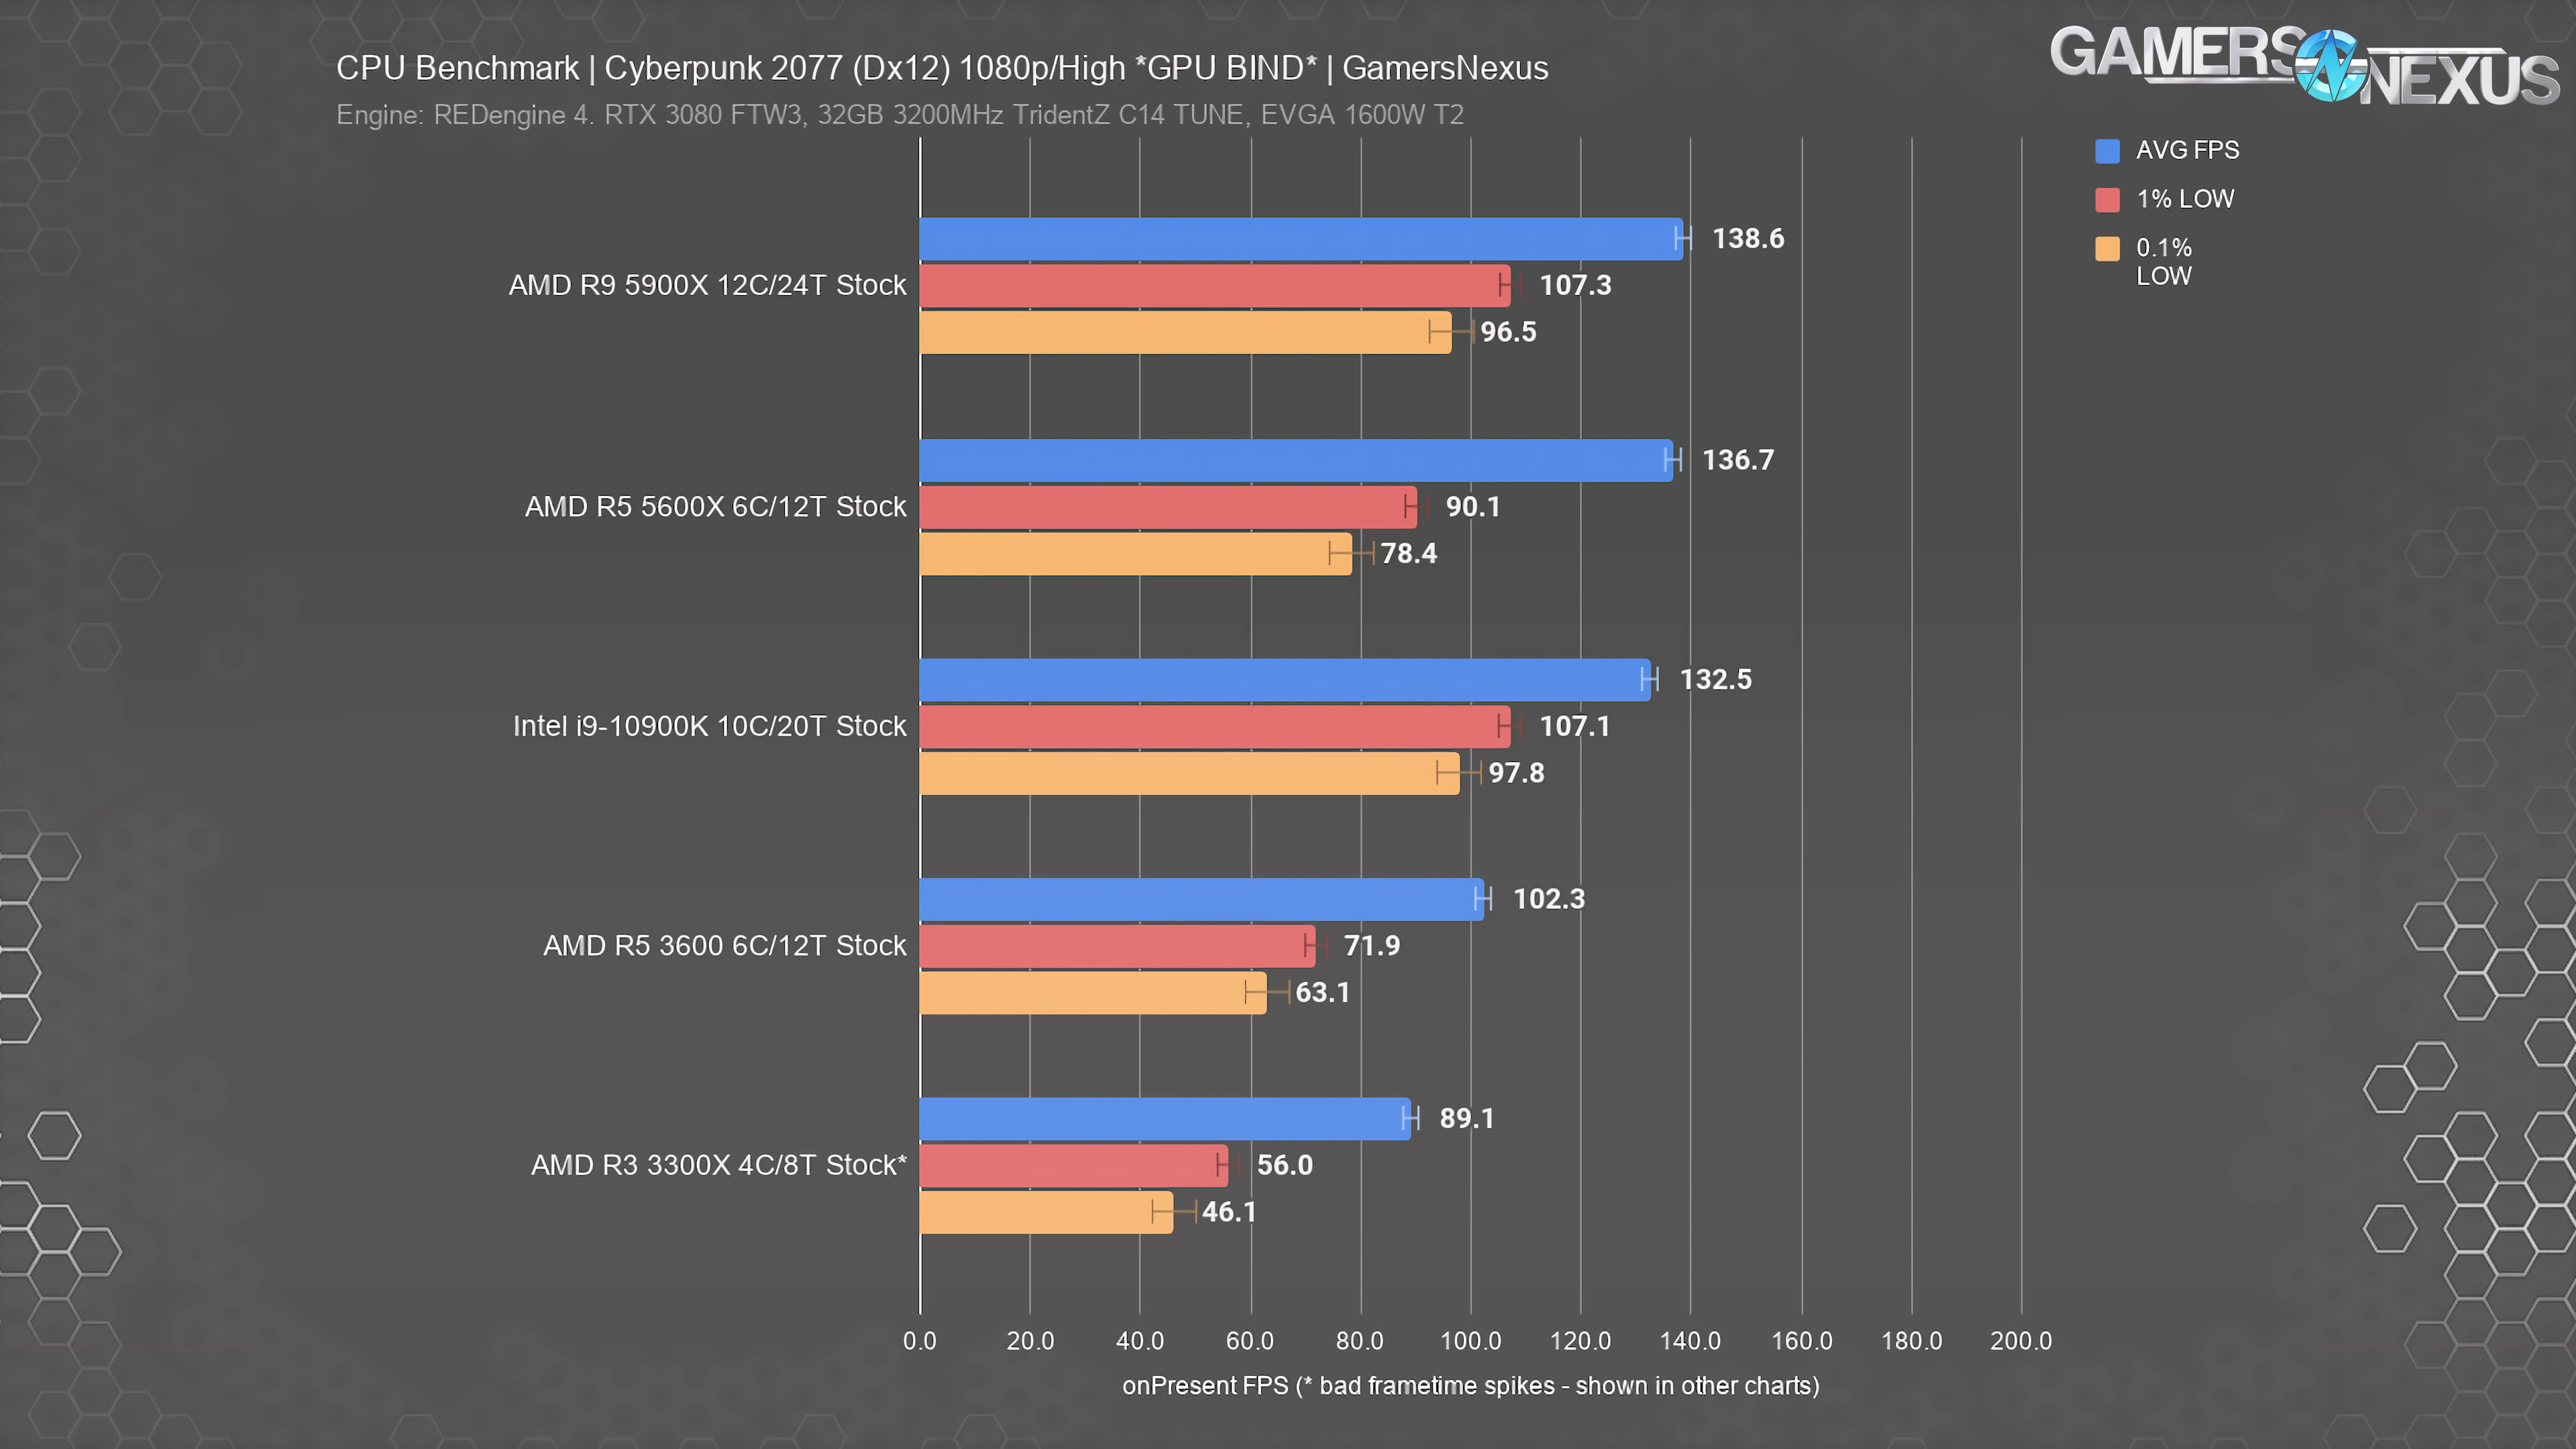 CPU Benchmark | Cyberpunk 2077 (Dx12) 1080p/High *GPU BIND* | GamersNexus
Engine: REDengine 4. RTX 3080 FTW3, 32GB 3200MHz TridentZ C14 TUNE, EVGA 1600W T2
GAMERS NEXUS
AVG FPS
1% LOW
0.1%
LOW
AMD R9 5900X 12C/24T Stock
138.6
107.3
96.5
AMD R5 5600X 6C/12T Stock
136.7
90.1
78.4
Intel i9-10900K 10C/20T Stock
132.5
107.1
97.8
AMD R5 3600 6C/12T Stock
102.3
71.9
63.1
AMD R3 3300X 4C/8T Stock*
89.1
56.0
46.1
0.0 20.0 40.0 60.0 80.0 100.0 120.0 140.0 160.0 180.0 200.0
onPresent FPS (* bad frametime spikes - shown in other charts)